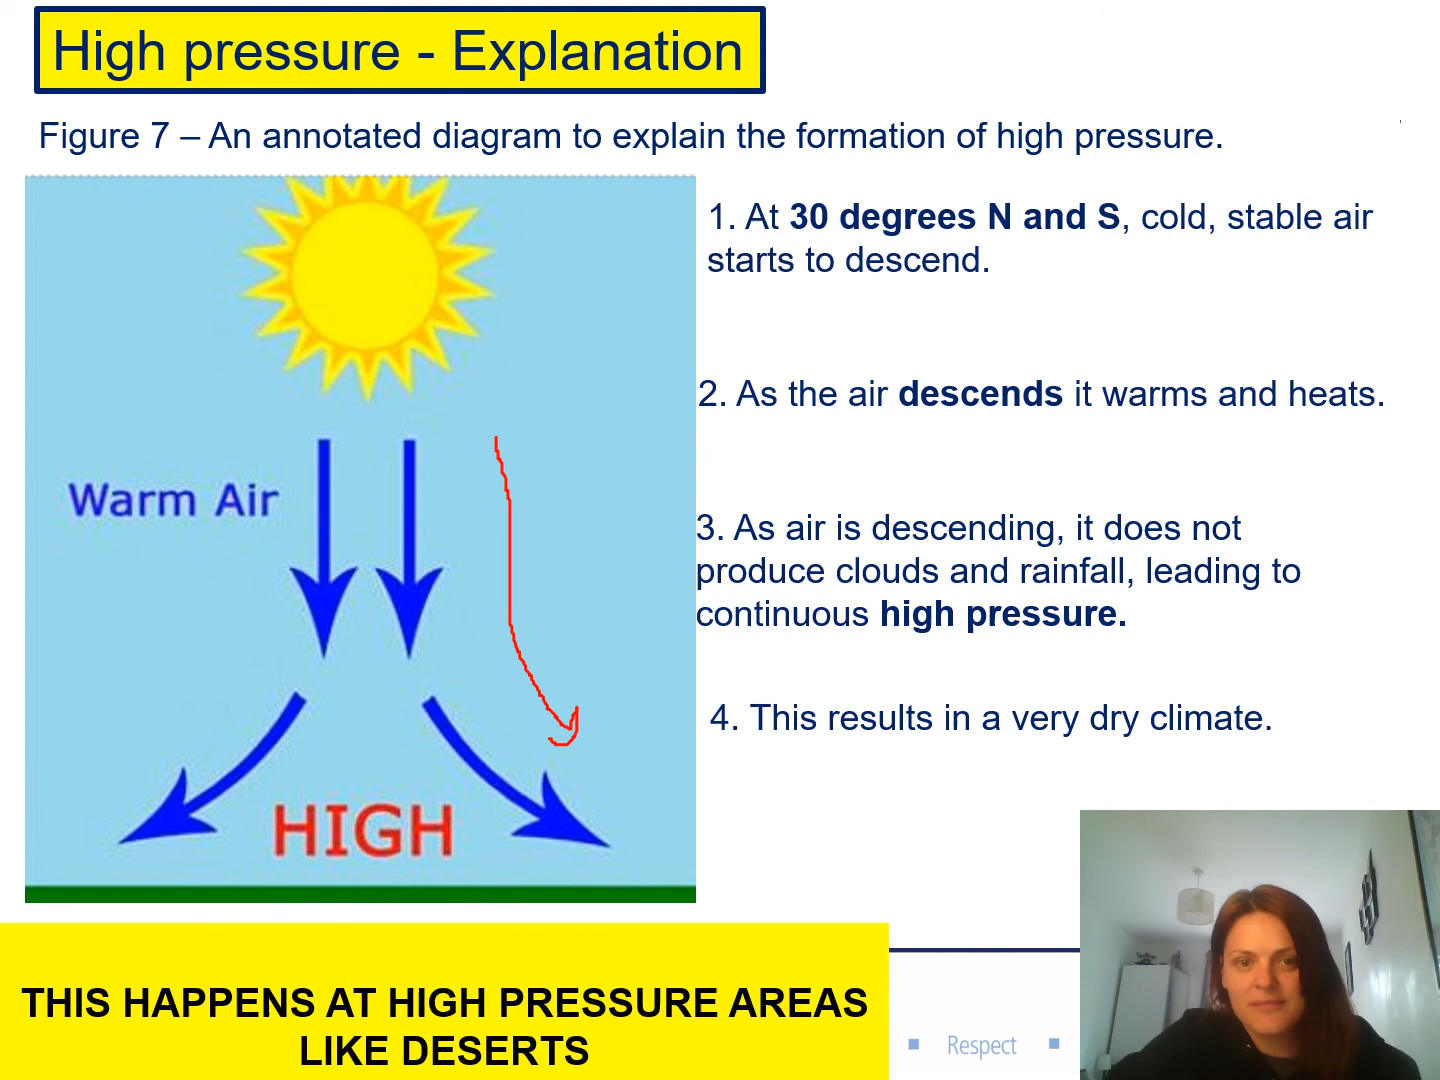 High pressure - Explanation
Figure 7 – An annotated diagram to explain the formation of high pressure.
1. At 30 degrees N and S, cold, stable air
starts to descend.
2. As the air descends it warms and heats.
Warm Air
3. As air is descending, it does not
produce clouds and rainfall, leading to
continuous high pressure.
4. This results in a very dry climate.
HIGH
THIS HAPPENS AT HIGH PRESSURE AREAS
LIKE DESERTS
Respect